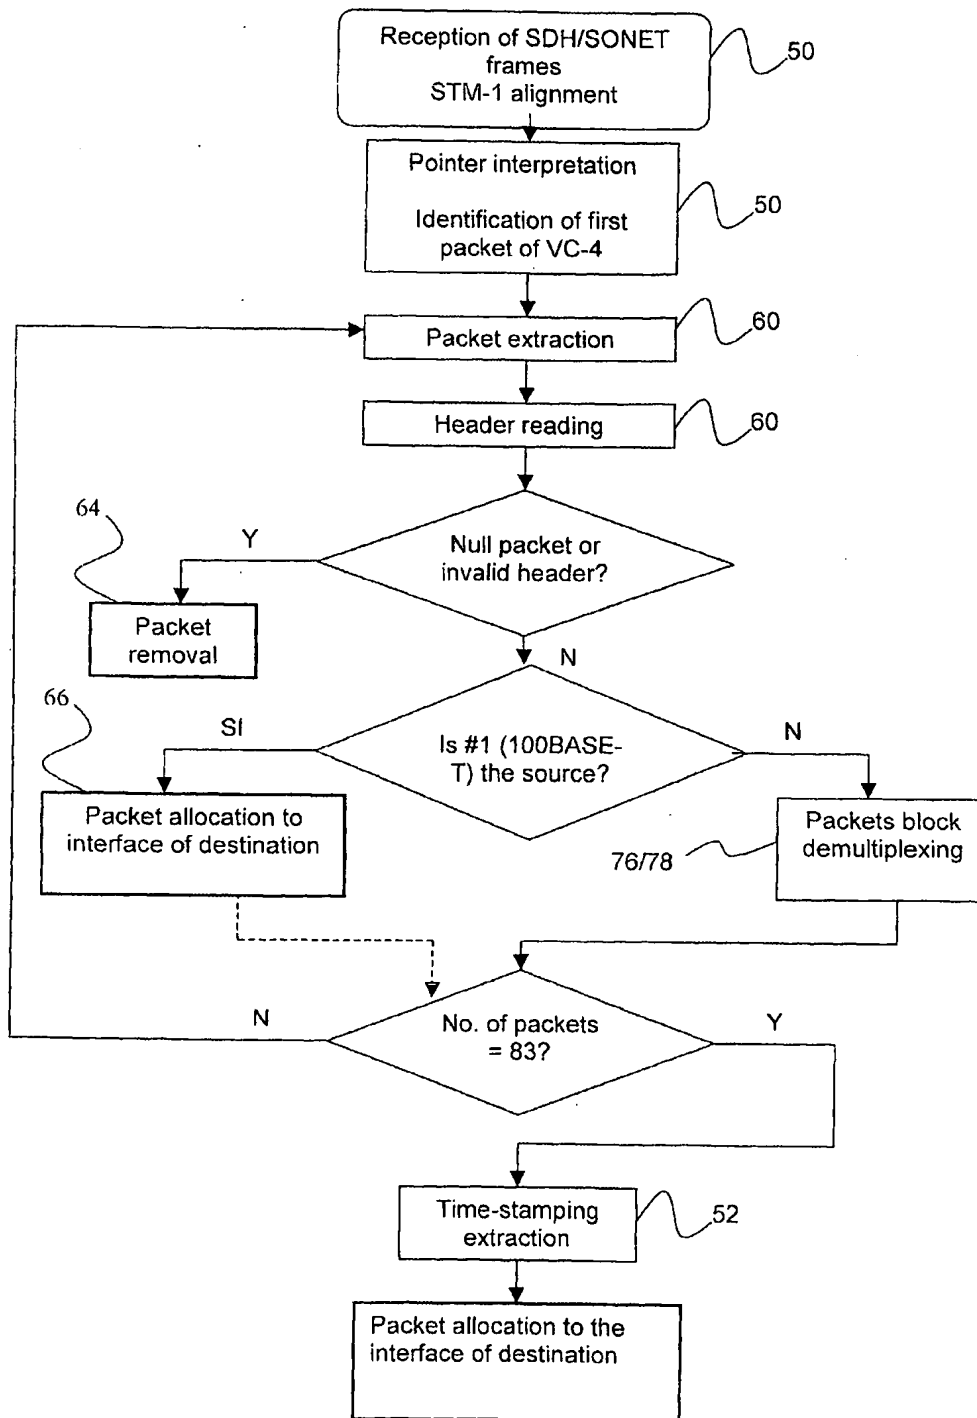 Reception of SDH/SONET
frames
STM-1 alignment
50
Pointer interpretation
Identification of first
packet of VC-4
50
Packet extraction
60
Header reading
60
64
Y
Null packet or
invalid header?
Packet
removal
N
66
SI
Is #1 (100BASE-
T) the source?
N
Packet allocation to
interface of destination
Packets block
demultiplexing
76/78
N
No. of packets
= 83?
Y
Time-stamping
extraction
52
Packet allocation to the
interface of destination